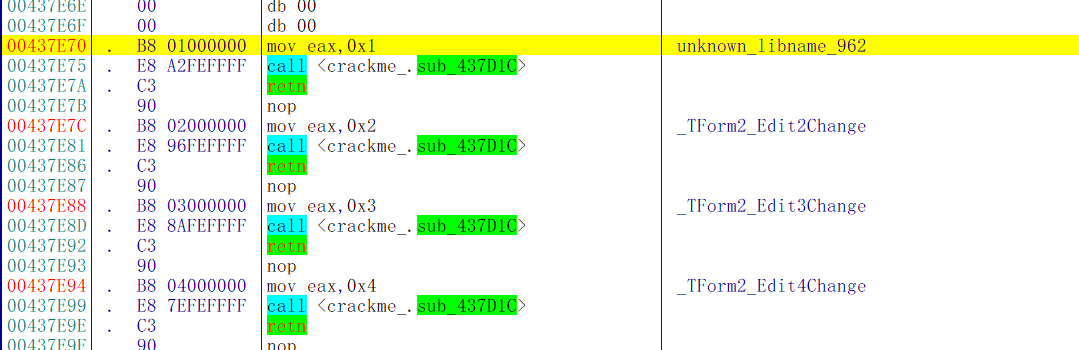 00437E6E 00 db 00
00437E6F 00 db 00
00437E70 . B8 01000000 mov eax,0x1 unknown_libname_962
00437E75 . E8 A2FEFFFF call <crackme_.sub_437D1C>
00437E7A . C3 retn
00437E7B 90 nop
00437E7C . B8 02000000 mov eax,0x2 _TForm2_Edit2Change
00437E81 . E8 96FEFFFF call <crackme_.sub_437D1C>
00437E86 . C3 retn
00437E87 90 nop
00437E88 . B8 03000000 mov eax,0x3 _TForm2_Edit3Change
00437E8D . E8 8AFEFFFF call <crackme_.sub_437D1C>
00437E92 . C3 retn
00437E93 90 nop
00437E94 . B8 04000000 mov eax,0x4 _TForm2_Edit4Change
00437E99 . E8 7EFEFFFF call <crackme_.sub_437D1C>
00437E9E . C3 retn
00437E9F 90 nop